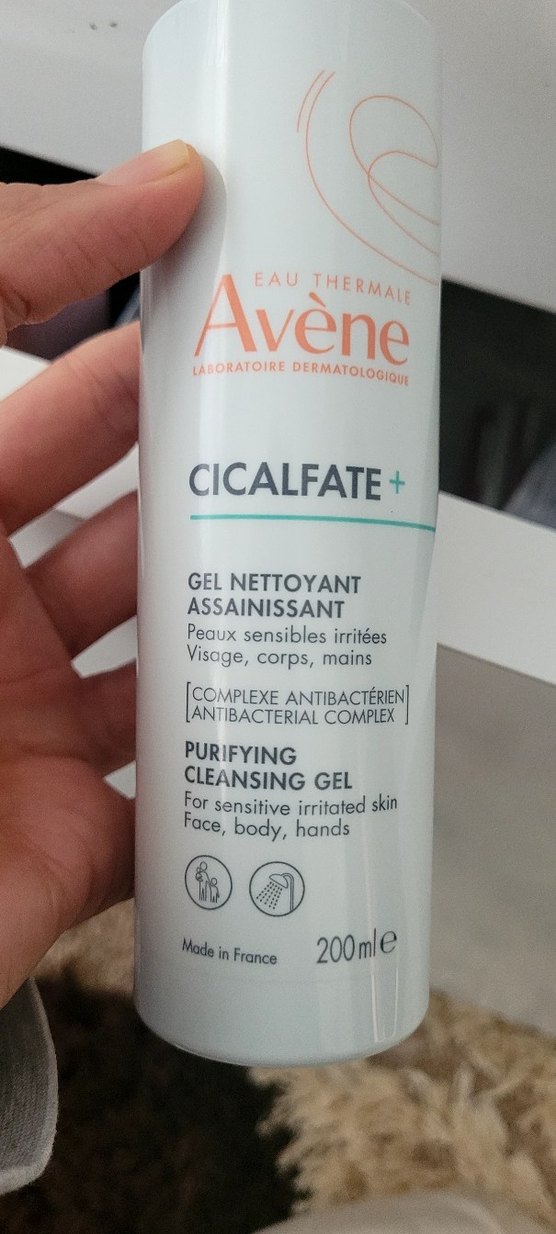 EAU THERMALE
Avène
LABORATOIRE DERMATOLOGIQUE
CICALFATE+
GEL NETTOYANT
ASSAINISSANT
Peaux sensibles irritées
Visage, corps, mains
[COMPLEXE ANTIBACTÉRIEN]
[ANTIBACTERIAL COMPLEX]
PURIFYING
CLEANSING GEL
For sensitive irritated skin
Face, body, hands
Made in France 200ml℮